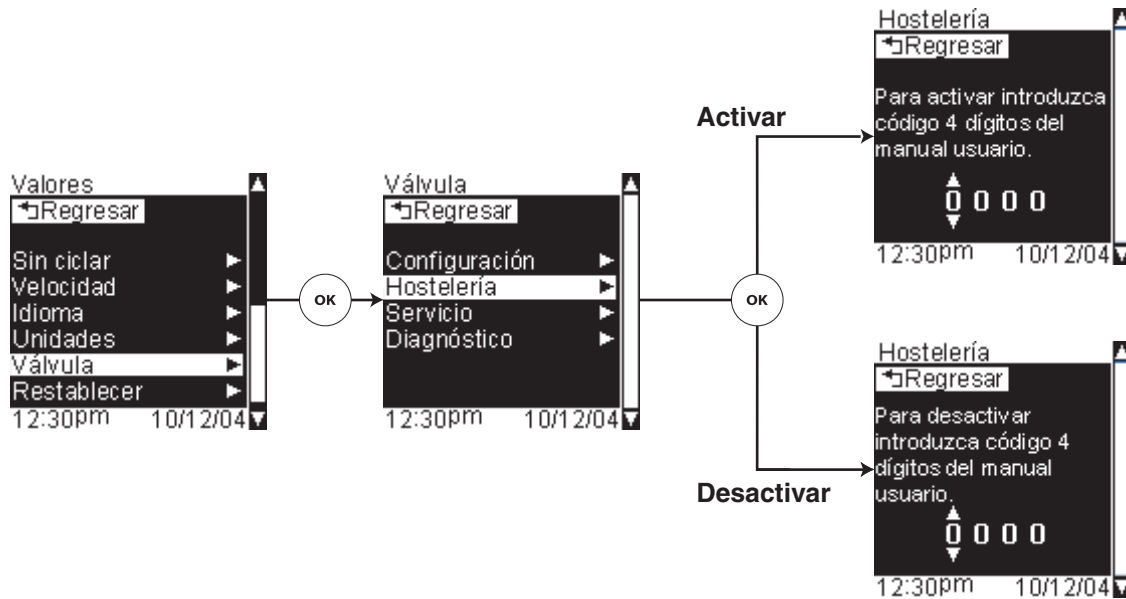 Valores
Regresar
Sin ciclar
Velocidad
Idioma
Unidades
Válvula
Restablecer
12:30pm 10/12/04
OK
Válvula
Regresar
Configuración
Hostelería
Servicio
Diagnóstico
12:30pm 10/12/04
OK
Activar
Hostelería
Regresar
Para activar introduzca
código 4 dígitos del
manual usuario.
0 0 0 0
12:30pm 10/12/04
Desactivar
Hostelería
Regresar
Para desactivar
introduzca código 4
dígitos del manual
usuario.
0 0 0 0
12:30pm 10/12/04